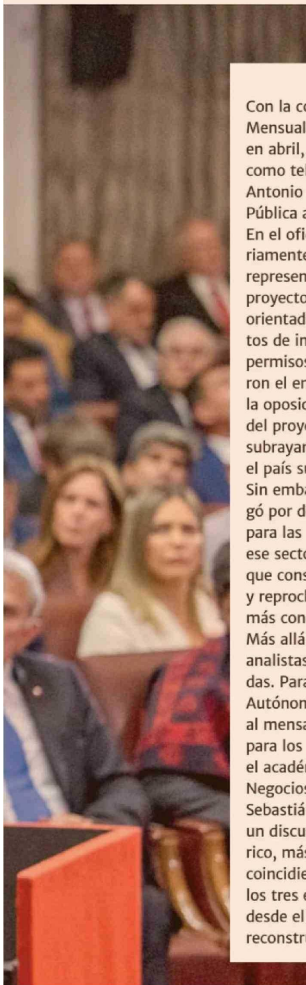 Con la co
Mensual
en abril,
como tel
Antonio
Pública a
En el ofi
riamente
represen
proyecto
orientad
tos de in
permisos
ron el en
la oposic
del proye
subrayar
el país su
Sin emba
gó por d
para las
ese secto
que cons
y reproch
más con
Más allá
analistas
das. Para
Autónon
al mensa
para los
el acadé
Negocios
Sebastiá
un discu
rico, más
coincidie
los tres e
desde el
reconstr